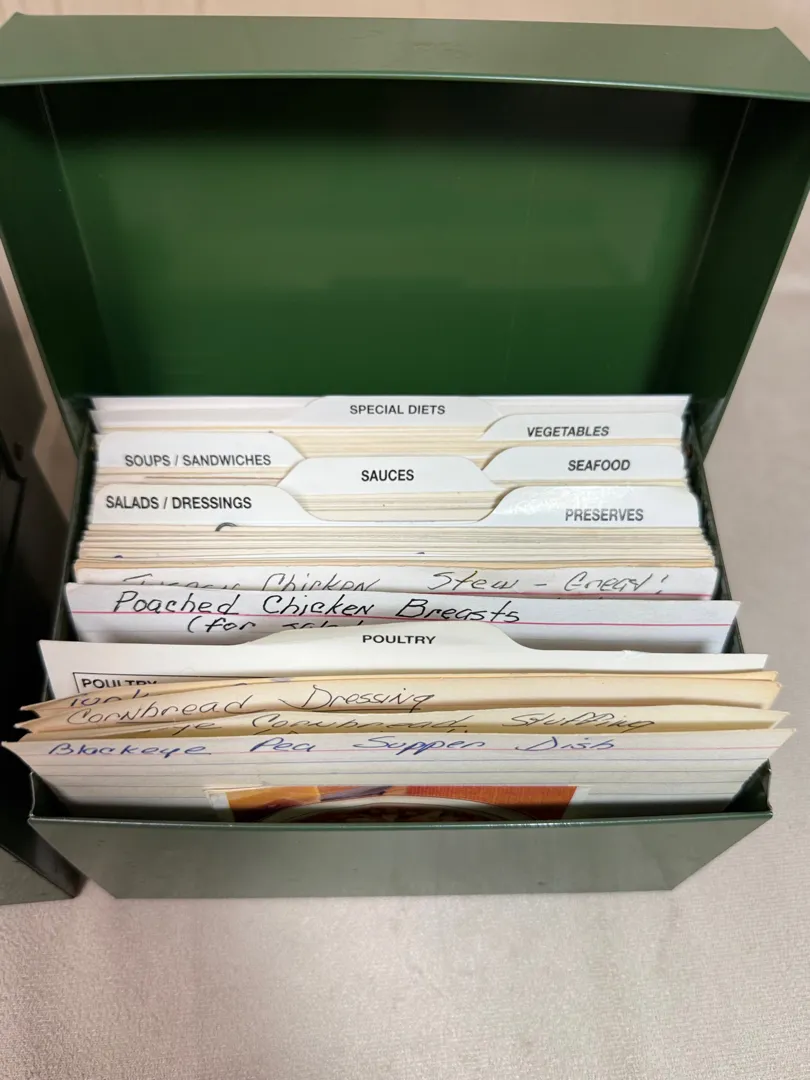 SPECIAL DIETS
VEGETABLES
SOUPS / SANDWICHES
SAUCES
SEAFOOD
SALADS / DRESSINGS
PRESERVES
Chicken Stew - Great!
Poached Chicken Breasts
(for
POULTRY
POULTRY
Cornbread Dressing
Cornbread Stuffing
Blackeye Pea Supper Dish